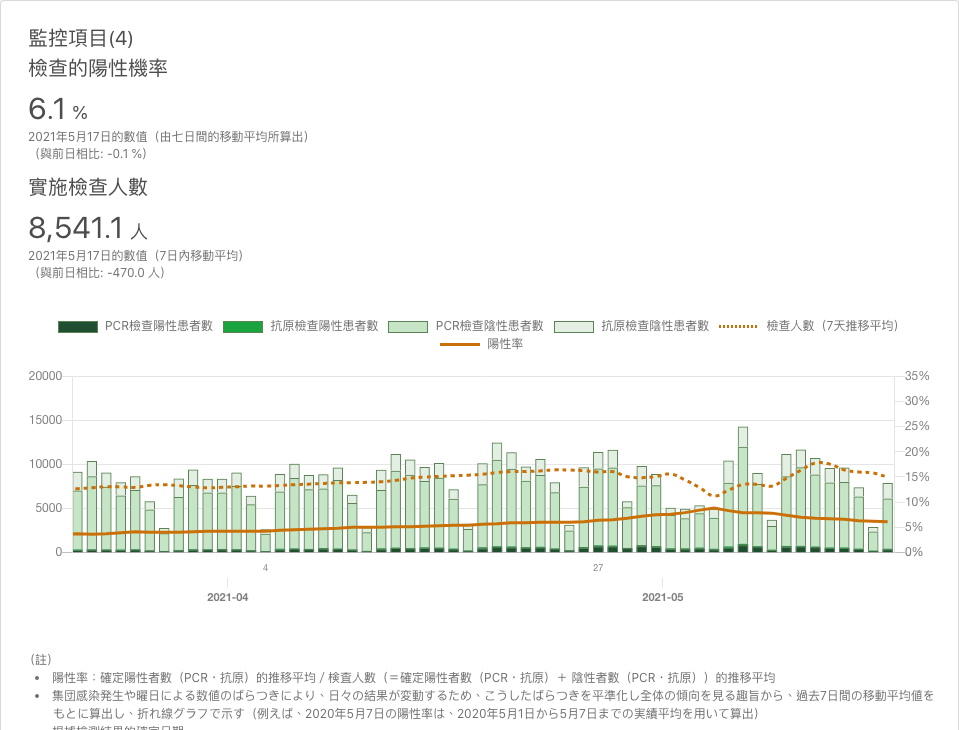 監控項目(4)
檢查的陽性機率
6.1 %
2021年5月17日的數值（由七日間的移動平均所算出）
（與前日相比: -0.1 %）
實施檢查人數
8,541.1 人
2021年5月17日的數值（7日內移動平均）
（與前日相比: -470.0 人）
PCR檢查陽性患者數 抗原檢查陽性患者數 PCR檢查陰性患者數 抗原檢查陰性患者數 檢查人數（7天推移平均）
陽性率
20000 35%
30%
15000 25%
20%
10000 15%
5000 10%
5%
0 0%
4 27
2021-04 2021-05
（註）
• 陽性率：確定陽性者數（PCR・抗原）的推移平均 / 検査人數（＝確定陽性者數（PCR・抗原）＋ 陰性者數（PCR・抗原））的推移平均
• 集団感染発生や曜日による数値のばらつきにより、日々の結果が変動するため、こうしたばらつきを平準化し全体の傾向を見る趣旨から、過去7日間の移動平均値を
もとに算出し、折れ線グラフで示す（例えば、2020年5月7日の陽性率は、2020年5月1日から5月7日までの実績平均を用いて算出）